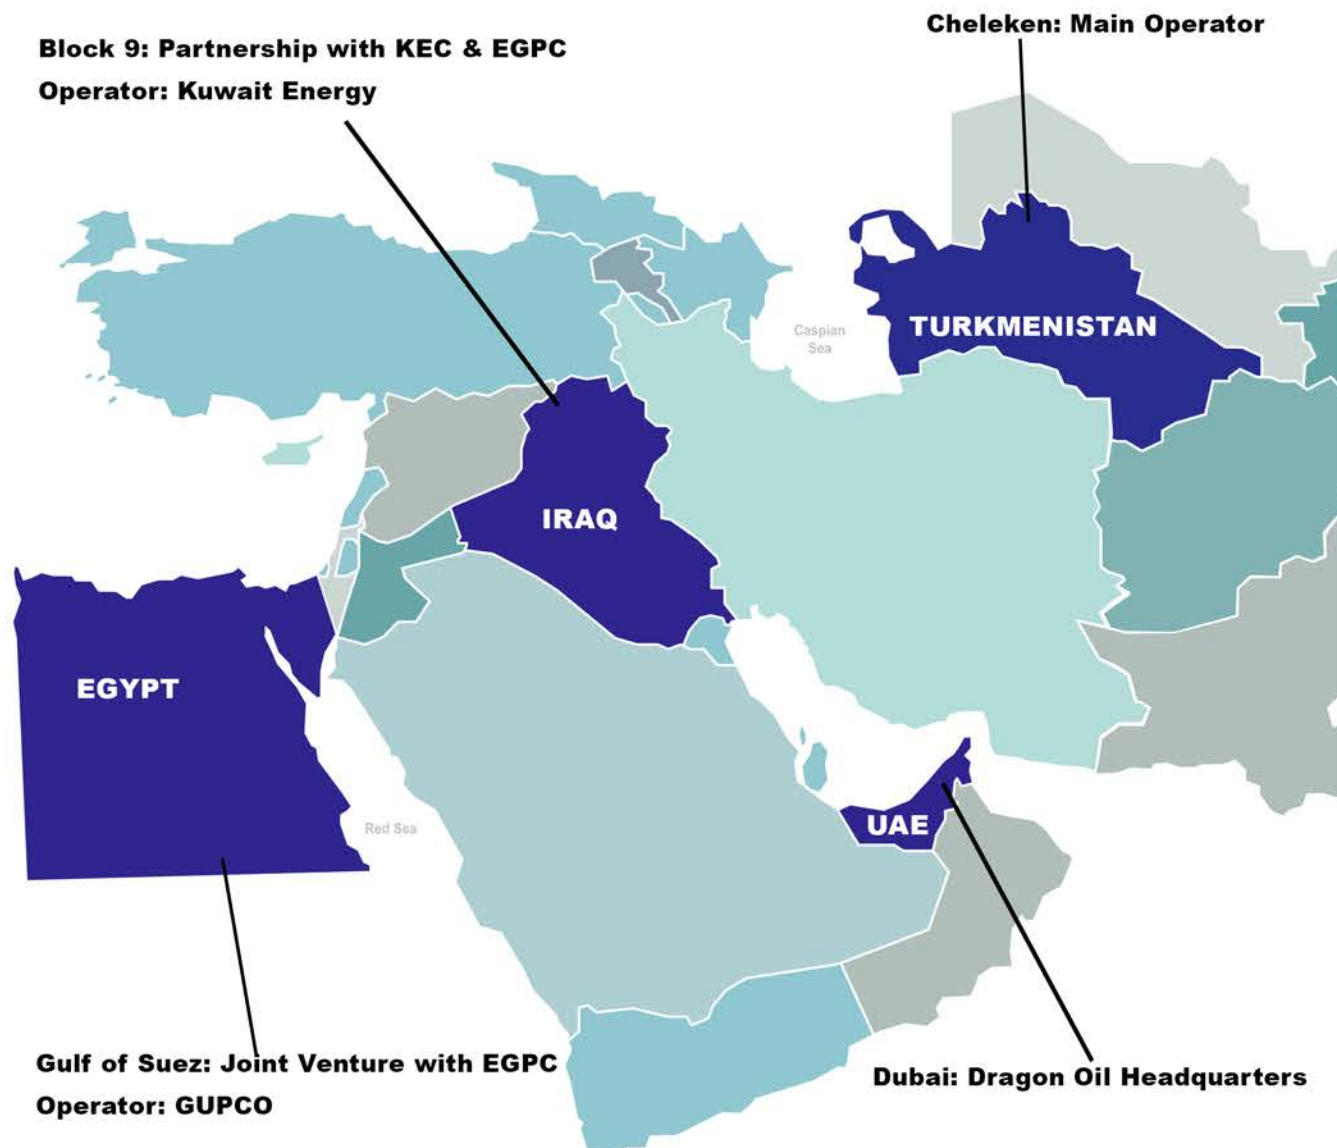 Cheleken: Main Operator
Block 9: Partnership with KEC & EGPC
Operator: Kuwait Energy
TURKMENISTAN
Caspian
Sea
IRAQ
EGYPT
UAE
Red Sea
Gulf of Suez: Joint Venture with EGPC
Operator: GUPCO
Dubai: Dragon Oil Headquarters